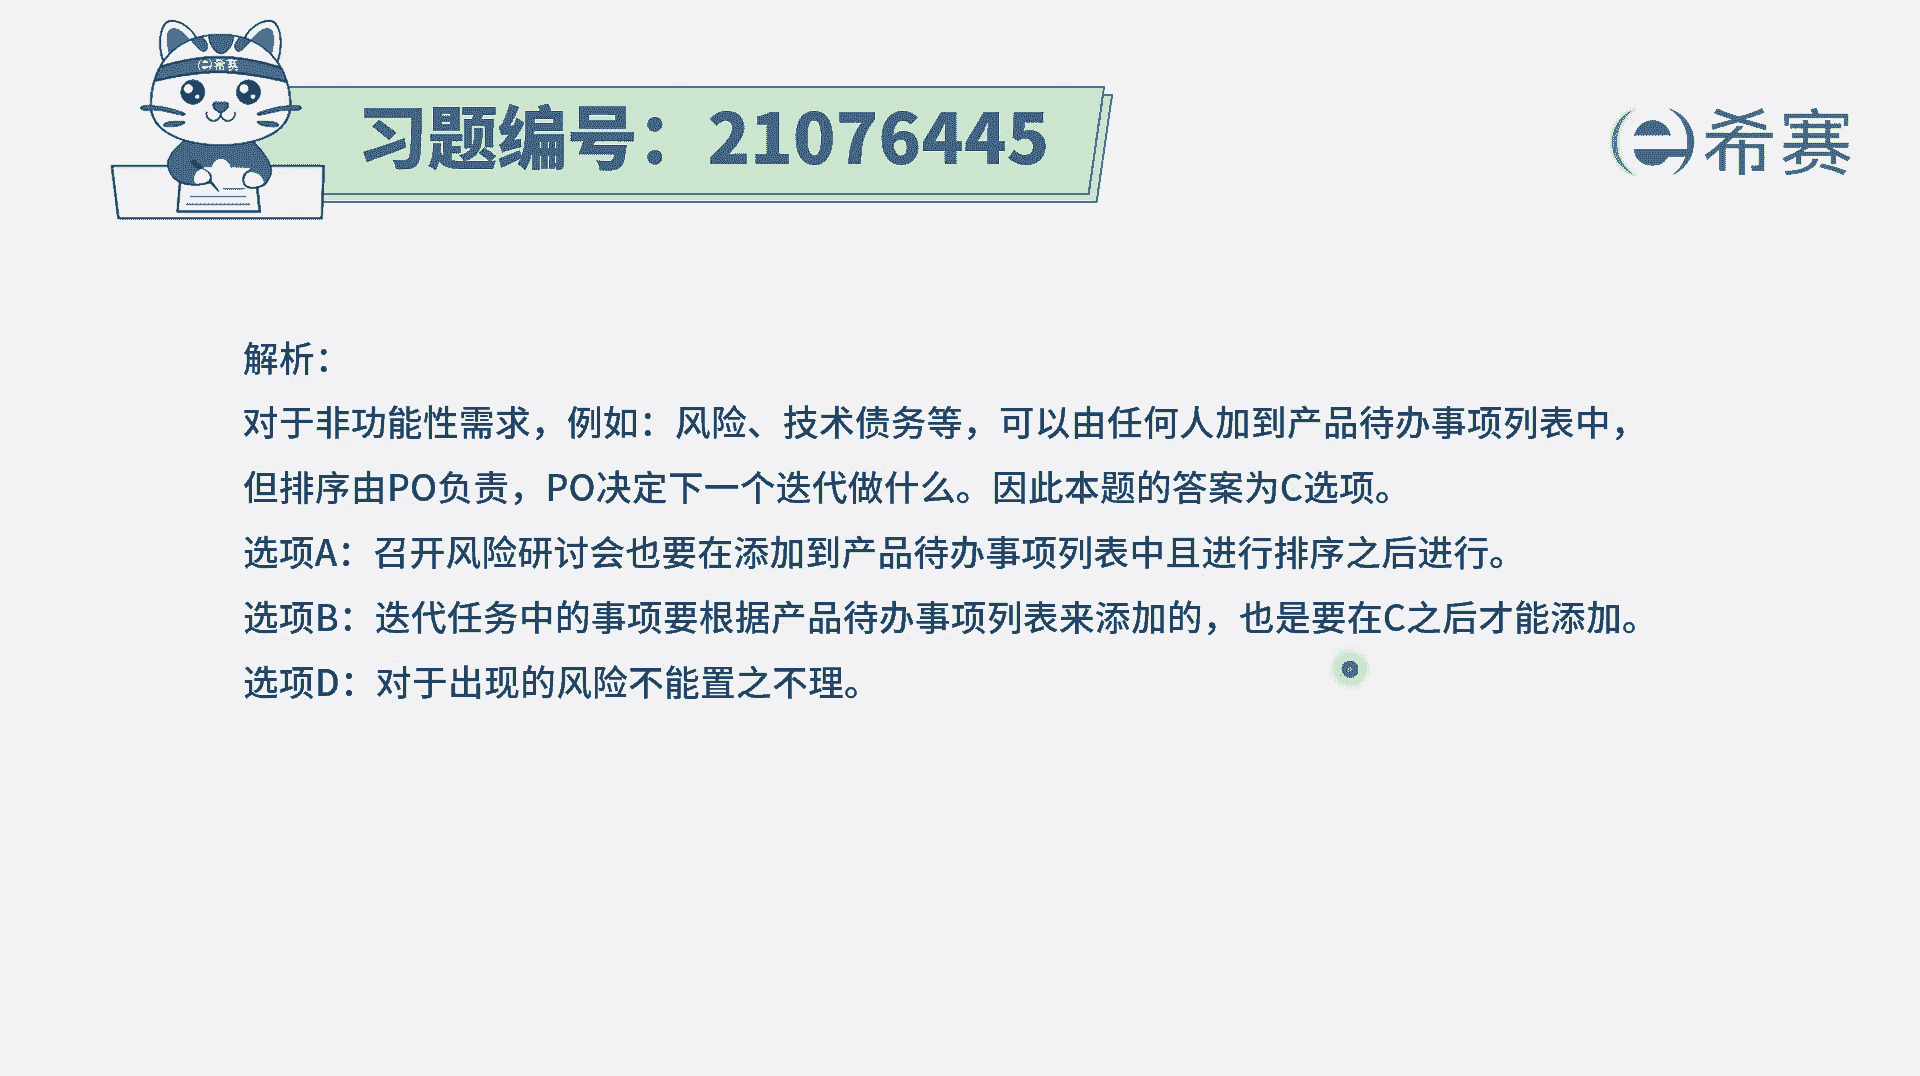 希赛
习题编号：21076445
希赛
解析：
对于非功能性需求，例如：风险、技术债务等，可以由任何人加到产品待办事项列表中，
但排序由PO负责，PO决定下一个迭代做什么。因此本题的答案为C选项。
选项A：召开风险研讨会也要在添加到产品待办事项列表中且进行排序之后进行。
选项B：迭代任务中的事项要根据产品待办事项列表来添加的，也是要在C之后才能添加。
选项D：对于出现的风险不能置之不理。